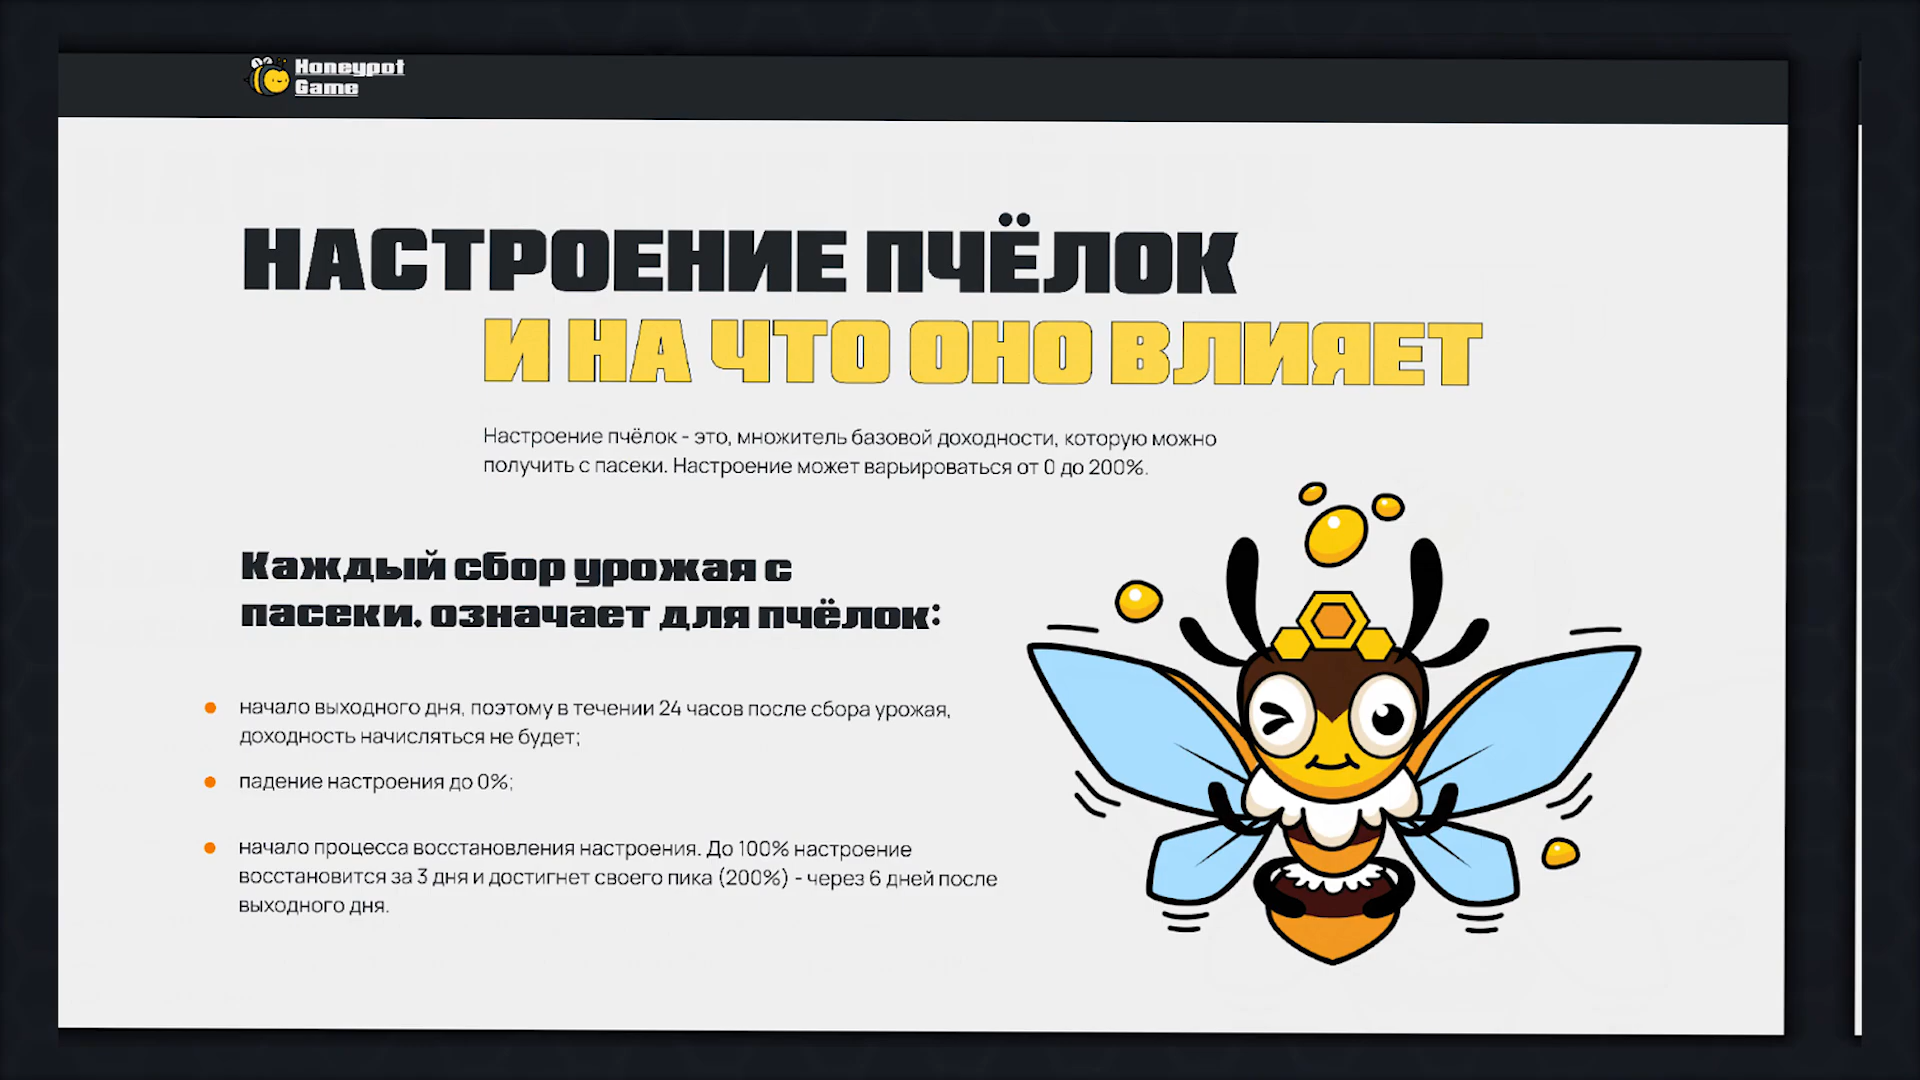 Honeypot
Game
НАСТРОЕНИЕ ПЧЁЛОК
И НА ЧТО ОНО ВЛИЯЕТ
Настроение пчёлок - это, множитель базовой доходности, которую можно
получить с пасеки. Настроение может варьироваться от 0 до 200%.
Каждый сбор урожая с
пасеки, означает для пчёлок:
начало выходного дня, поэтому в течении 24 часов после сбора урожая,
доходность начисляться не будет;
падение настроения до 0%;
начало процесса восстановления настроения. До 100% настроение
восстановится за 3 дня и достигнет своего пика (200%) - через 6 дней после
выходного дня.